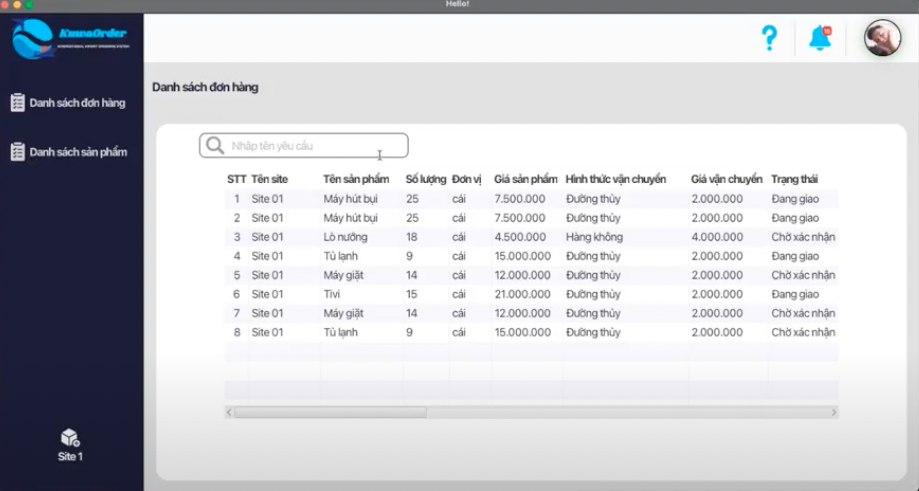 Hello!
KuwaOrder
INTERNATIONAL IMPORT ORDERING SYSTEM
Danh sách đơn hàng
Danh sách đơn hàng
Danh sách sản phẩm
Nhập tên yêu cầu
STT Tên site Tên sản phẩm Số lượng Đơn vị Giá sản phẩm Hình thức vận chuyển Giá vận chuyển Trạng thái
1 Site 01 Máy hút bụi 25 cái 7.500.000 Đường thủy 2.000.000 Đang giao
2 Site 01 Máy hút bụi 25 cái 7.500.000 Đường thủy 2.000.000 Đang giao
3 Site 01 Lò nướng 18 cái 4.500.000 Hàng không 4.000.000 Chờ xác nhận
4 Site 01 Tủ lạnh 9 cái 15.000.000 Đường thủy 2.000.000 Đang giao
5 Site 01 Máy giặt 14 cái 12.000.000 Đường thủy 2.000.000 Chờ xác nhận
6 Site 01 Tivi 15 cái 21.000.000 Đường thủy 2.000.000 Đang giao
7 Site 01 Máy giặt 14 cái 12.000.000 Đường thủy 2.000.000 Chờ xác nhận
8 Site 01 Tủ lạnh 9 cái 15.000.000 Đường thủy 2.000.000 Chờ xác nhận
Site 1